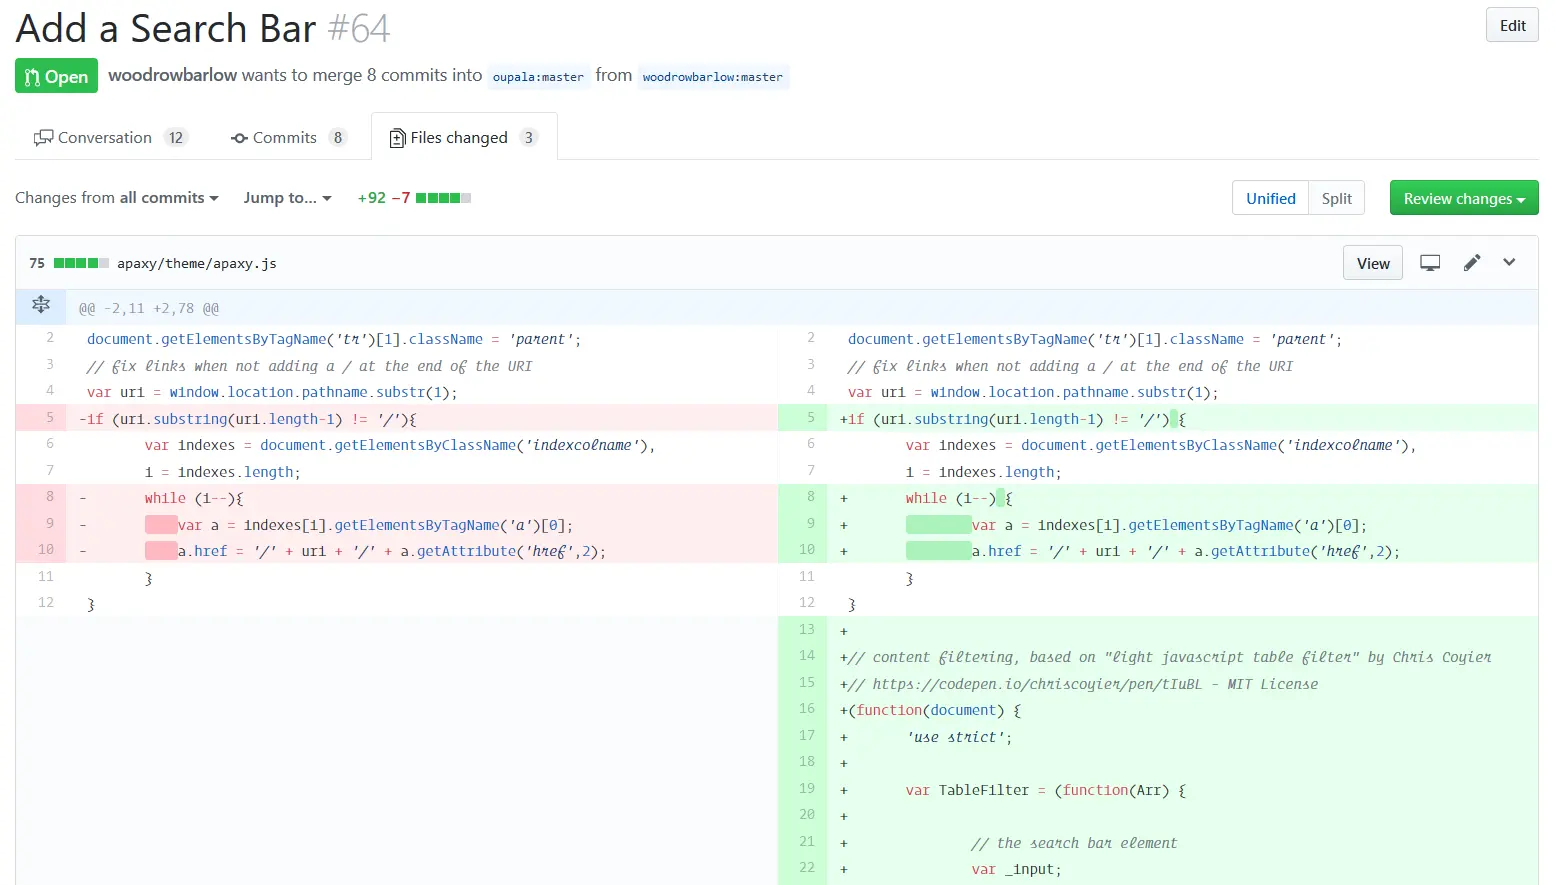 Add a Search Bar #64
Edit
Open woodrowbarlow wants to merge 8 commits into oupala:master from woodrowbarlow:master
Conversation 12 Commits 8 Files changed 3
Changes from all commits Jump to... +92 −7
Unified Split Review changes
75 apaxy/theme/apaxy.js View
@@ -2,11 +2,78 @@
2 document.getElementsByTagName('tr')[1].className = 'parent'; 2 document.getElementsByTagName('tr')[1].className = 'parent';
3 // fix links when not adding a / at the end of the URI 3 // fix links when not adding a / at the end of the URI
4 var uri = window.location.pathname.substr(1); 4 var uri = window.location.pathname.substr(1);
5 -if (uri.substring(uri.length-1) != '/'){ 5 +if (uri.substring(uri.length-1) != '/') {
6 var indexes = document.getElementsByClassName('indexcolname'), 6 var indexes = document.getElementsByClassName('indexcolname'),
7 i = indexes.length; 7 i = indexes.length;
8 - while (i--){ 8 + while (i--) {
9 - var a = indexes[i].getElementsByTagName('a')[0]; 9 + var a = indexes[i].getElementsByTagName('a')[0];
10 - a.href = '/' + uri + '/' + a.getAttribute('href',2); 10 + a.href = '/' + uri + '/' + a.getAttribute('href',2);
11 } 11 }
12 } 12 }
13 +
14 +// content filtering, based on "light javascript table filter" by Chris Coyier
15 +// https://codepen.io/chriscoyier/pen/tIuBL - MIT License
16 +(function(document) {
17 + 'use strict';
18 +
19 + var TableFilter = (function(Arr) {
20 +
21 + // the search bar element
22 + var _input;